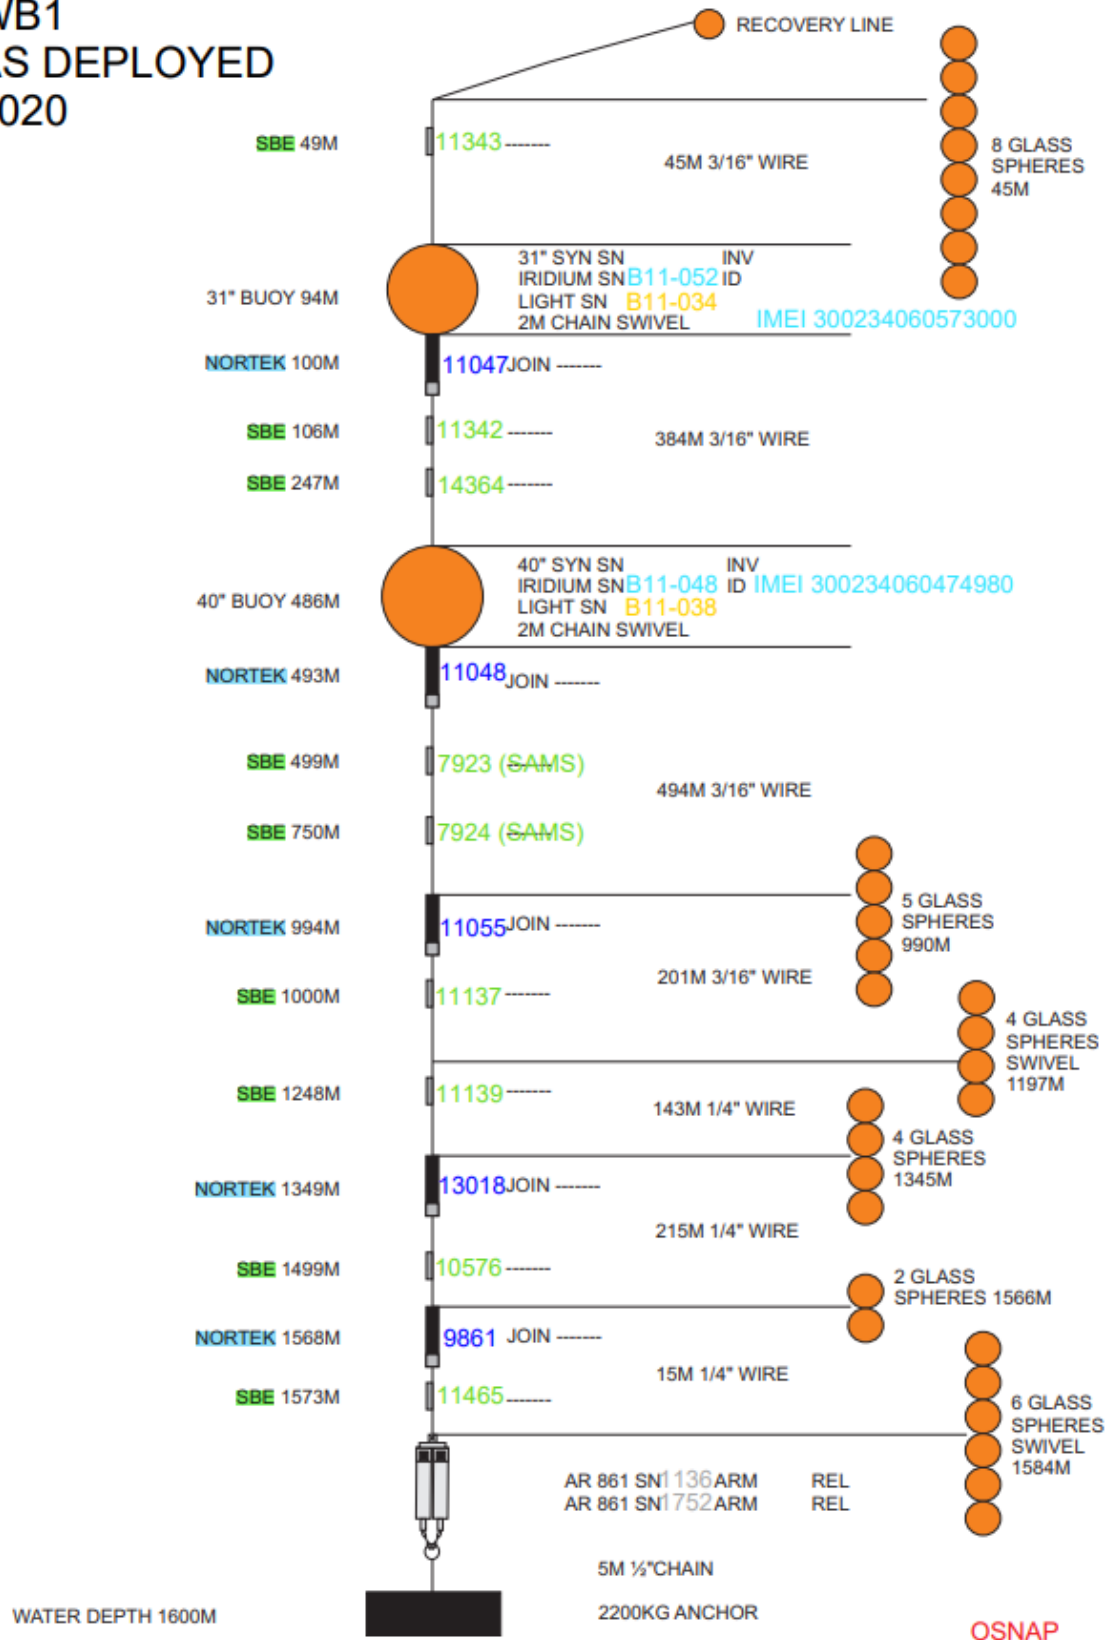 WB1
AS DEPLOYED
020
RECOVERY LINE
SBE 49M
11343 -------
45M 3/16" WIRE
8 GLASS
SPHERES
45M
31" BUOY 94M
31" SYN SN INV
IRIDIUM SN B11-052 ID
LIGHT SN B11-034
IMEI 300234060573000
2M CHAIN SWIVEL
NORTEK 100M
11047 JOIN -------
SBE 106M
11342 -------
384M 3/16" WIRE
SBE 247M
14364 -------
40" BUOY 486M
40" SYN SN INV
IRIDIUM SN B11-048 ID IMEI 300234060474980
LIGHT SN B11-038
2M CHAIN SWIVEL
NORTEK 493M
11048 JOIN -------
SBE 499M
7923 (SAMS)
494M 3/16" WIRE
SBE 750M
7924 (SAMS)
5 GLASS
SPHERES
990M
NORTEK 994M
11055 JOIN -------
201M 3/16" WIRE
SBE 1000M
11137 -------
4 GLASS
SPHERES
SWIVEL
1197M
SBE 1248M
11139 -------
143M 1/4" WIRE
4 GLASS
SPHERES
1345M
NORTEK 1349M
13018 JOIN -------
215M 1/4" WIRE
SBE 1499M
10576 -------
2 GLASS
SPHERES 1566M
NORTEK 1568M
9861 JOIN -------
15M 1/4" WIRE
SBE 1573M
11465 -------
6 GLASS
SPHERES
SWIVEL
1584M
AR 861 SN 1136 ARM REL
AR 861 SN 1752 ARM REL
5M ½"CHAIN
2200KG ANCHOR
WATER DEPTH 1600M
OSNAP